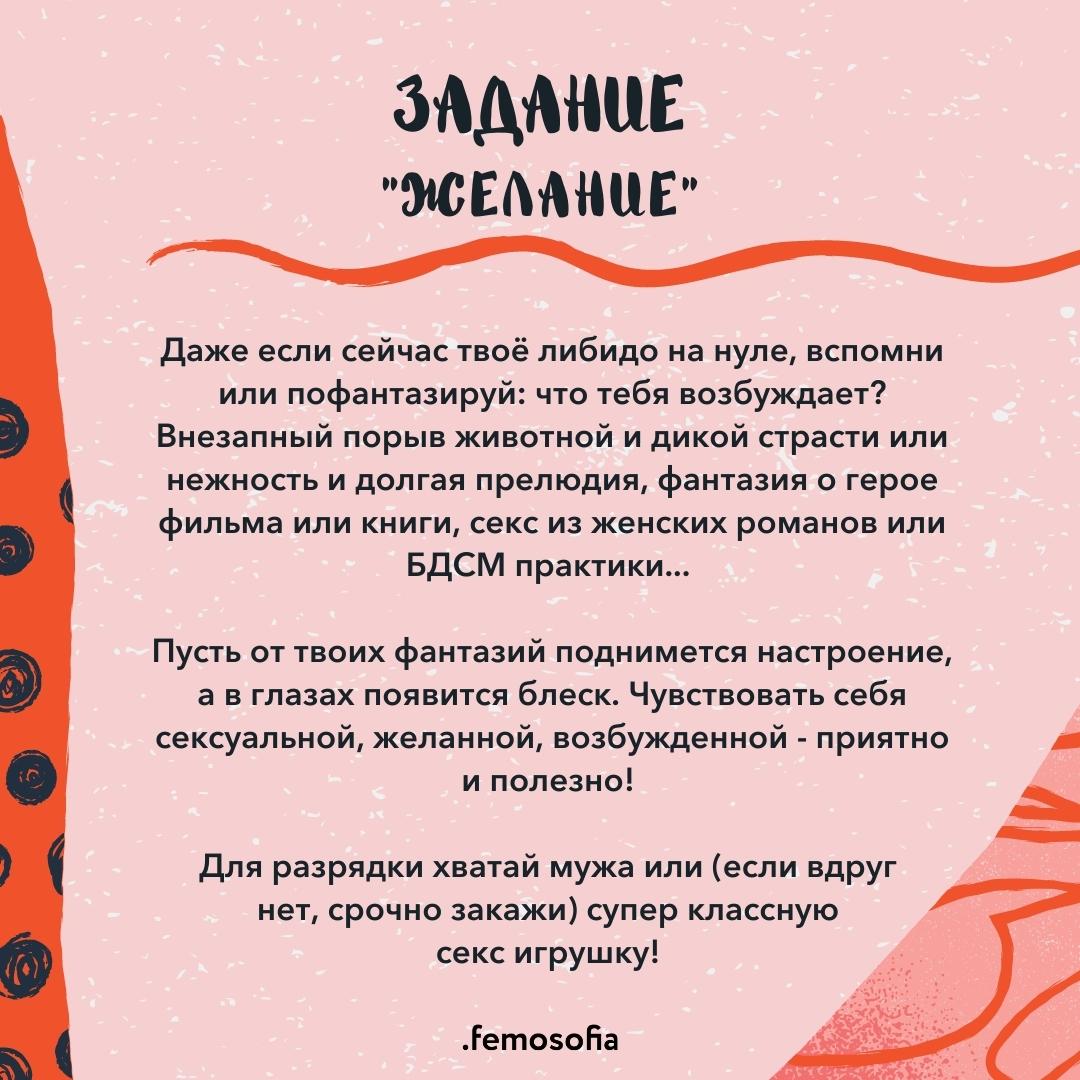 ЗАДАНИЕ
"ЖЕЛАНИЕ"
Даже если сейчас твоё либидо на нуле, вспомни
или пофантазируй: что тебя возбуждает?
Внезапный порыв животной и дикой страсти или
нежность и долгая прелюдия, фантазия о герое
фильма или книги, секс из женских романов или
БДСМ практики...
Пусть от твоих фантазий поднимется настроение,
а в глазах появится блеск. Чувствовать себя
сексуальной, желанной, возбужденной - приятно
и полезно!
Для разрядки хватай мужа или (если вдруг
нет, срочно закажи) супер классную
секс игрушку!
.femosofia